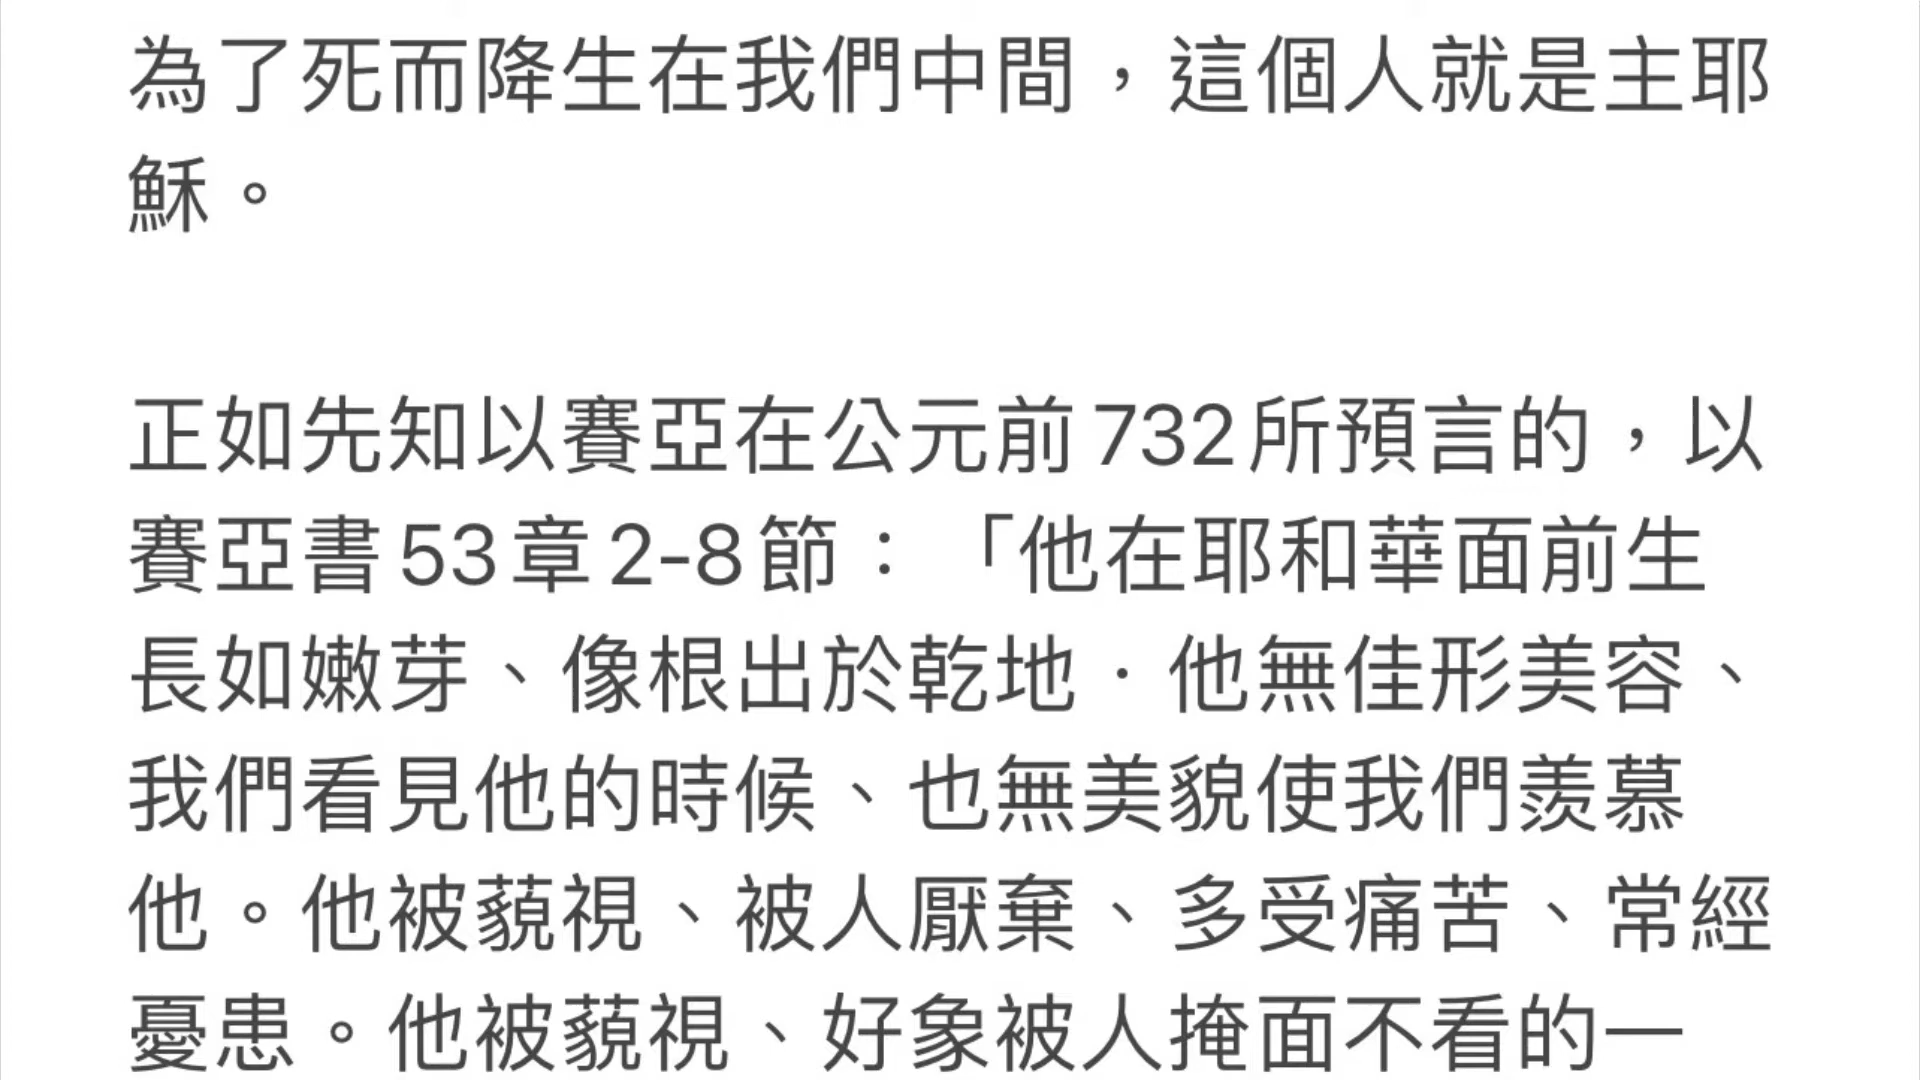 為了死而降生在我們中間，這個人就是主耶
穌。
正如先知以賽亞在公元前732所預言的，以
賽亞書53章2-8節：「他在耶和華面前生
長如嫩芽、像根出於乾地．他無佳形美容、
我們看見他的時候、也無美貌使我們羨慕
他。他被藐視、被人厭棄、多受痛苦、常經
憂患。他被藐視、好象被人掩面不看的一